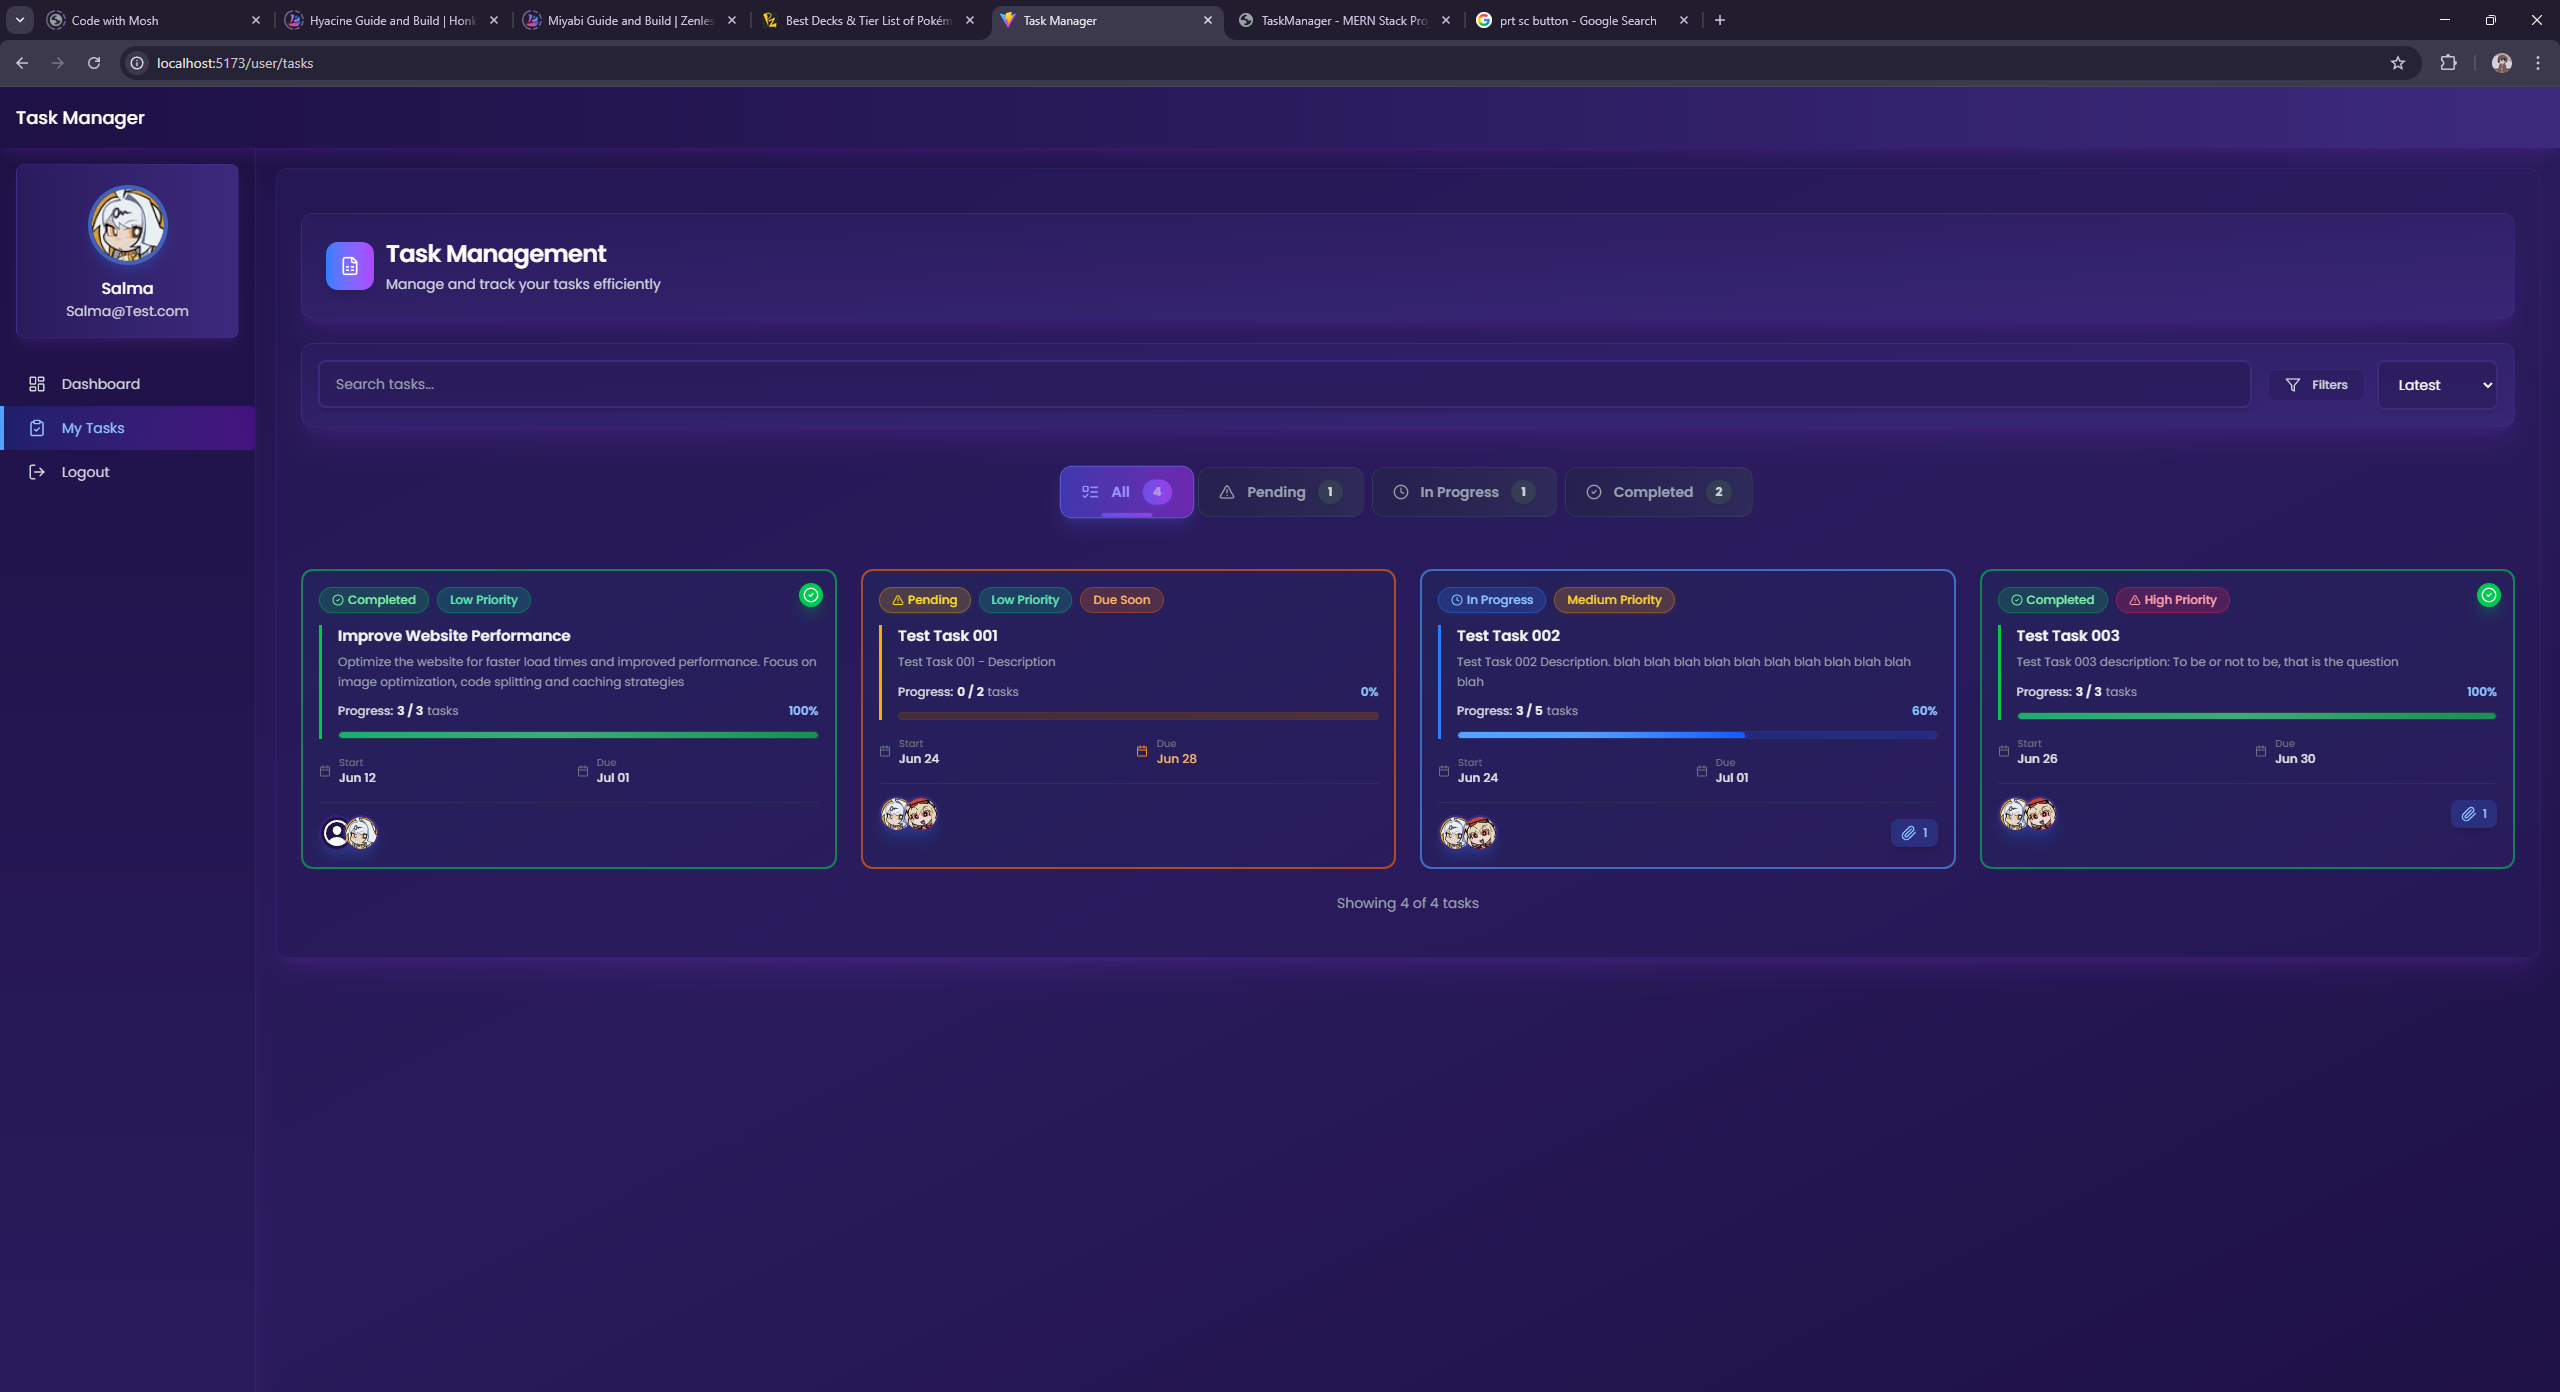 Code with Mosh
Hyacine Guide and Build | Honk
Miyabi Guide and Build | Zenles
Best Decks & Tier List of Pokém
Task Manager
TaskManager - MERN Stack Pro
prt sc button - Google Search
localhost:5173/user/tasks
Task Manager
Salma
Salma@Test.com
Dashboard
My Tasks
Logout
Task Management
Manage and track your tasks efficiently
Search tasks...
Filters
Latest
All 4
Pending 1
In Progress 1
Completed 2
Completed Low Priority
Improve Website Performance
Optimize the website for faster load times and improved performance. Focus on
image optimization, code splitting and caching strategies
Progress: 3 / 3 tasks 100%
Start
Jun 12
Due
Jul 01
Pending Low Priority Due Soon
Test Task 001
Test Task 001 - Description
Progress: 0 / 2 tasks 0%
Start
Jun 24
Due
Jun 28
In Progress Medium Priority
Test Task 002
Test Task 002 Description. blah blah blah blah blah blah blah blah blah blah
blah
Progress: 3 / 5 tasks 60%
Start
Jun 24
Due
Jul 01
1
Completed High Priority
Test Task 003
Test Task 003 description: To be or not to be, that is the question
Progress: 3 / 3 tasks 100%
Start
Jun 26
Due
Jun 30
1
Showing 4 of 4 tasks